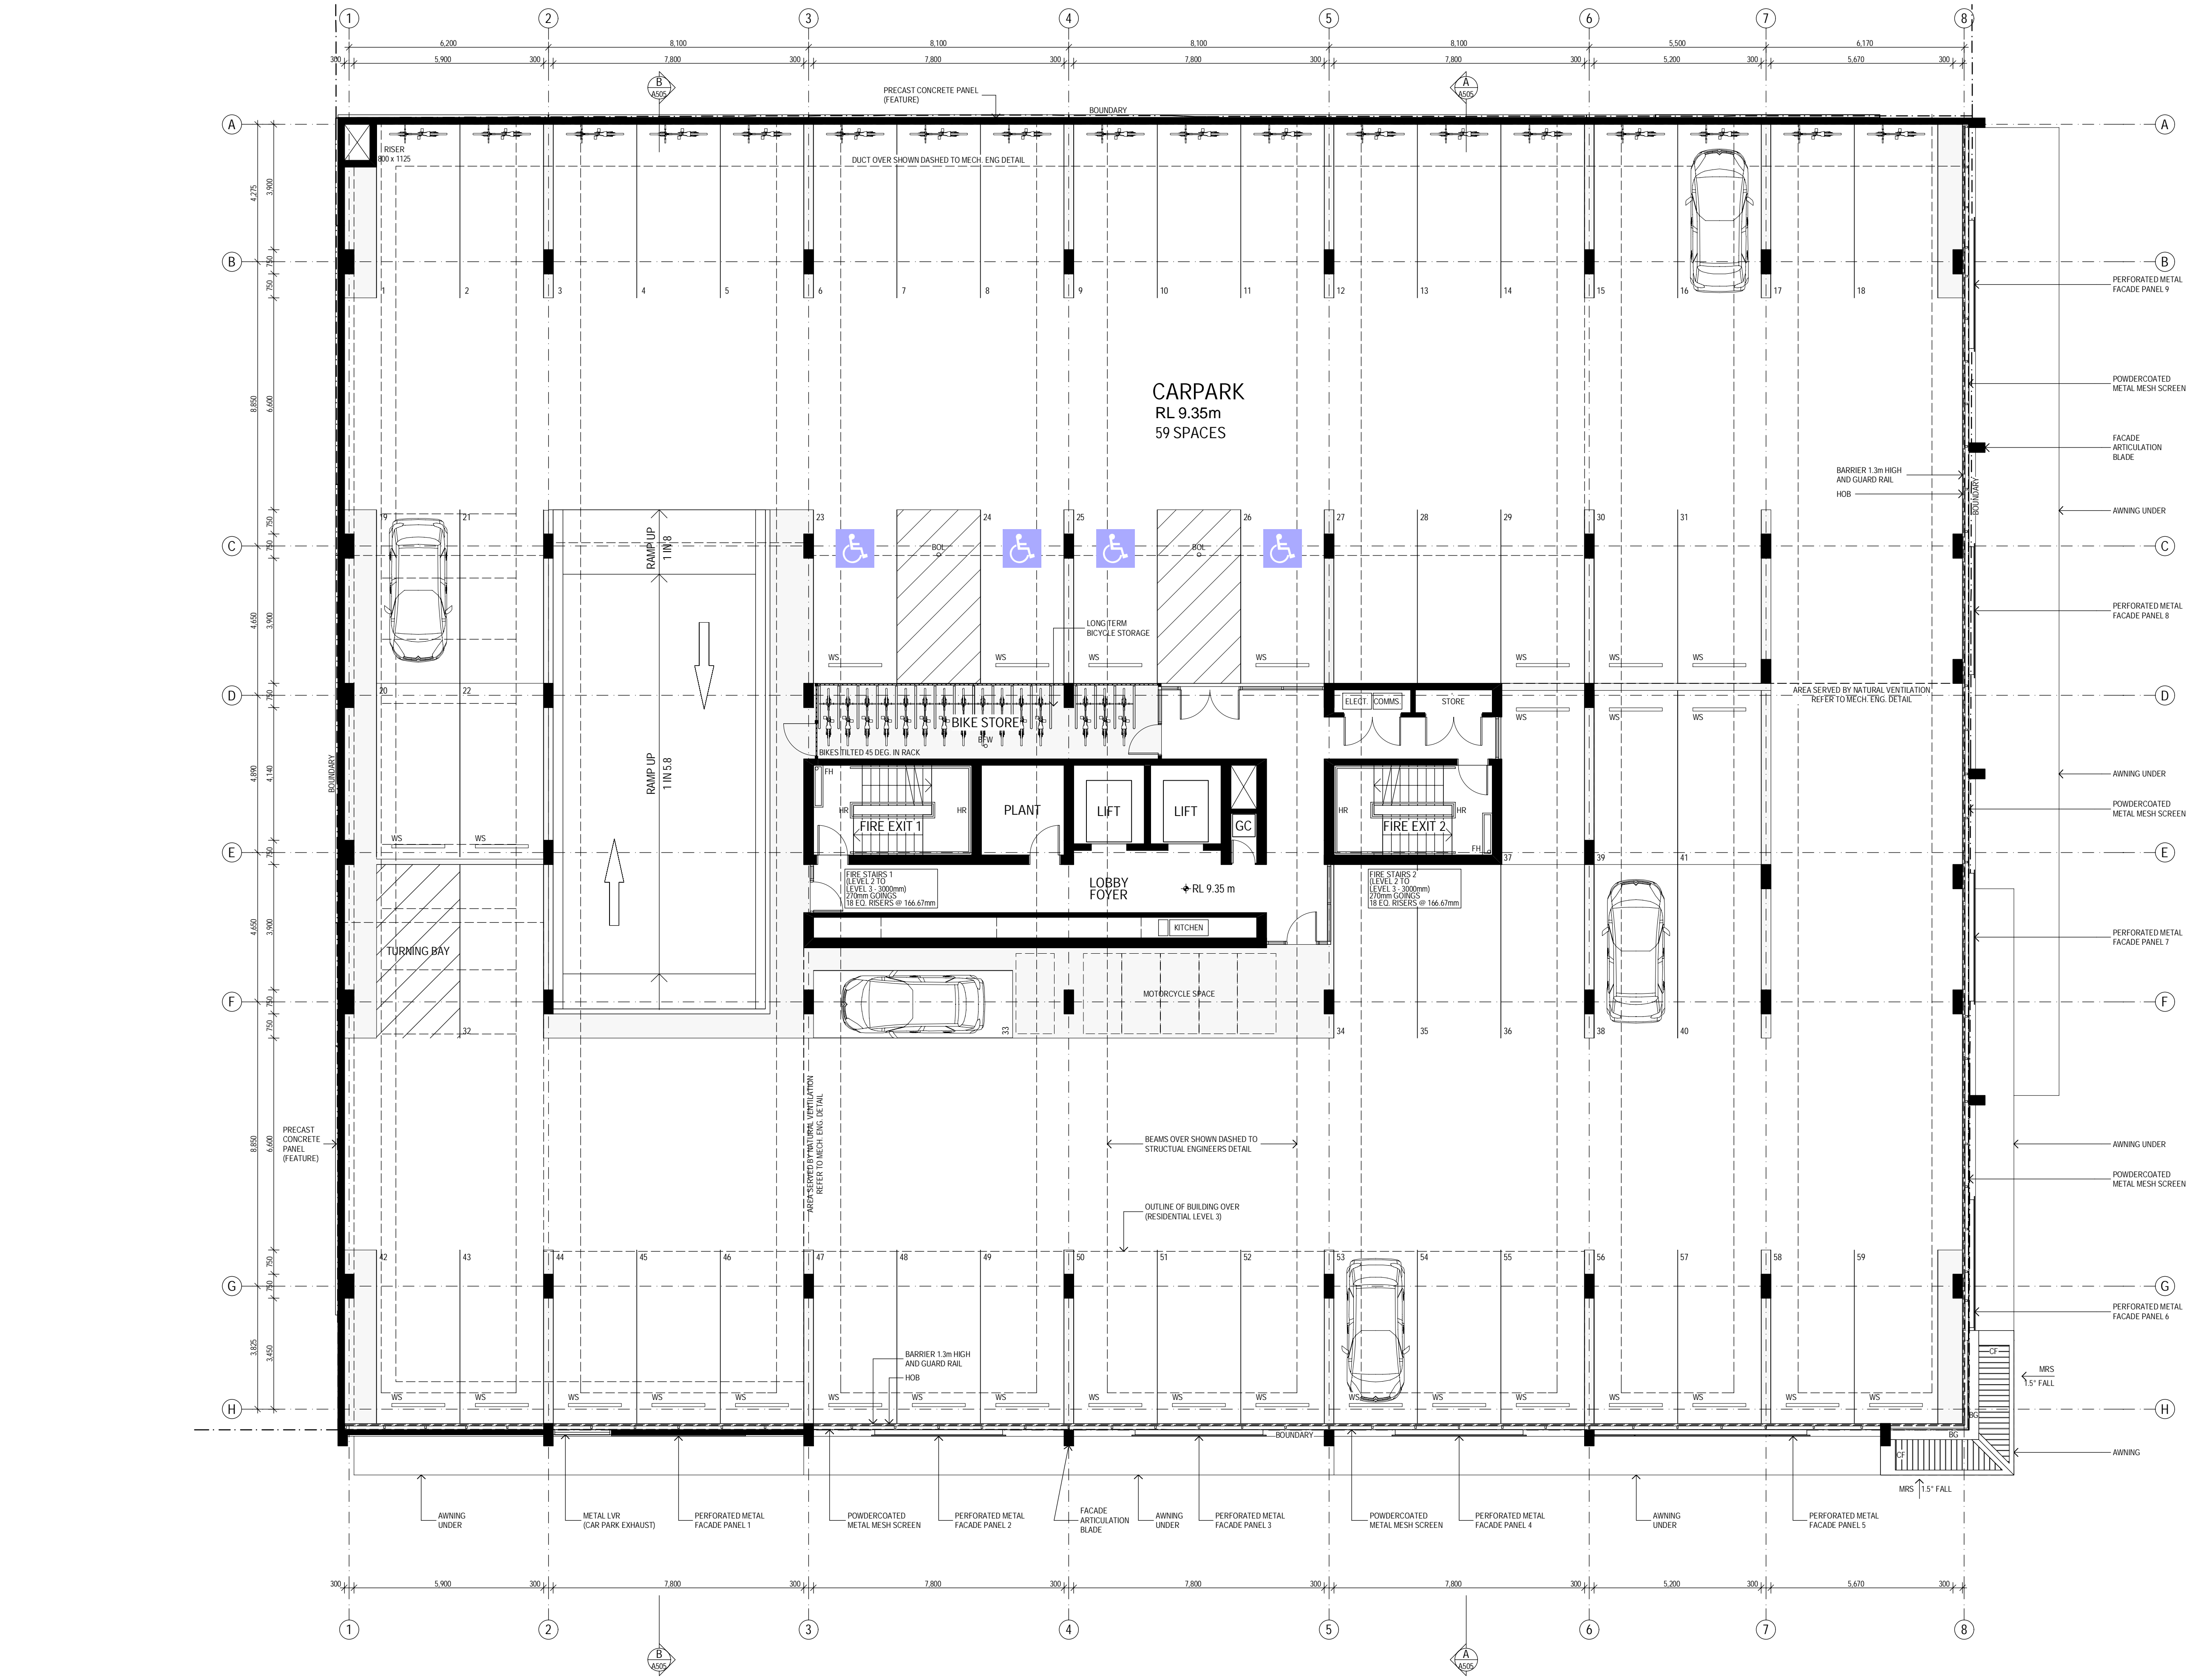 1 2 3 4 5 6 7 8
6,200 8,100 8,100 8,100 8,100 5,500 6,170
300 5,900 300 7,800 300 7,800 300 7,800 300 7,800 300 5,200 300 5,670 300
B
A505
A
A505
PRECAST CONCRETE PANEL
(FEATURE)
BOUNDARY
A
A
RISER
800 x 1125
DUCT OVER SHOWN DASHED TO MECH. ENG DETAIL
4,275
3,900
750
750
B
B
1 2 3 4 5 6 7 8 9 10 11 12 13 14 15 16 17 18
PERFORATED METAL
FACADE PANEL 9
CARPARK
RL 9.35m
59 SPACES
8,850
6,600
POWDERCOATED
METAL MESH SCREEN
FACADE
ARTICULATION
BLADE
BARRIER 1.3m HIGH
AND GUARD RAIL
HOB
BOUNDARY
AWNING UNDER
750
750
19 21 23 24 25 26 27 28 29 30 31
C
C
RAMP UP
1 IN 8
BOL
BOL
4,650
3,900
LONG TERM
BICYCLE STORAGE
PERFORATED METAL
FACADE PANEL 8
WS WS WS WS WS WS WS
D
D
750
20 22
BIKE STORE
BFW
BIKES TILTED 45 DEG. IN RACK
ELECT. COMMS
STORE
WS WS WS
AREA SERVED BY NATURAL VENTILATION
REFER TO MECH. ENG. DETAIL
BOUNDARY
4,890
4,140
RAMP UP
1 IN 5.8
AWNING UNDER
FH
HR
HR
FIRE EXIT 1
PLANT
LIFT
LIFT
GC
HR
HR
FIRE EXIT 2
FH
POWDERCOATED
METAL MESH SCREEN
WS WS
E
E
750
37 39 41
FIRE STAIRS 1
(LEVEL 2 TO
LEVEL 3 - 3000mm)
270mm GOINGS
18 EQ. RISERS @ 166.67mm
LOBBY
FOYER
RL 9.35 m
FIRE STAIRS 2
(LEVEL 2 TO
LEVEL 3 - 3000mm)
270mm GOINGS
18 EQ. RISERS @ 166.67mm
4,650
3,900
KITCHEN
TURNING BAY
PERFORATED METAL
FACADE PANEL 7
MOTORCYCLE SPACE
F
F
750
750
32 33 34 35 36 38 40
AREA SERVED BY NATURAL VENTILATION
REFER TO MECH. ENG. DETAIL
PRECAST
CONCRETE
PANEL
(FEATURE)
8,850
6,600
BEAMS OVER SHOWN DASHED TO
STRUCTUAL ENGINEERS DETAIL
AWNING UNDER
POWDERCOATED
METAL MESH SCREEN
OUTLINE OF BUILDING OVER
(RESIDENTIAL LEVEL 3)
42 43 44 45 46 47 48 49 50 51 52 53 54 55 56 57 58 59
750
750
G
G
PERFORATED METAL
FACADE PANEL 6
3,825
3,450
BARRIER 1.3m HIGH
AND GUARD RAIL
HOB
CF
MRS
1.5° FALL
WS WS WS WS WS WS WS WS WS WS WS WS WS WS WS WS WS WS
H
H
BG
BOUNDARY
BG
CF
AWNING
MRS 1.5° FALL
AWNING
UNDER
METAL LVR
(CAR PARK EXHAUST)
PERFORATED METAL
FACADE PANEL 1
POWDERCOATED
METAL MESH SCREEN
PERFORATED METAL
FACADE PANEL 2
FACADE
ARTICULATION
BLADE
AWNING
UNDER
PERFORATED METAL
FACADE PANEL 3
POWDERCOATED
METAL MESH SCREEN
PERFORATED METAL
FACADE PANEL 4
AWNING
UNDER
PERFORATED METAL
FACADE PANEL 5
300 5,900 300 7,800 300 7,800 300 7,800 300 7,800 300 5,200 300 5,670 300
1 2 3 4 5 6 7 8
B
A505
A
A505